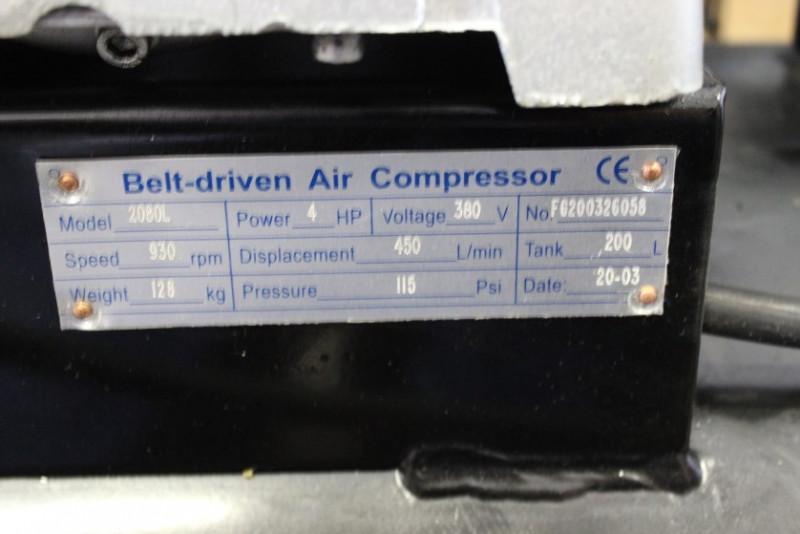 Belt-driven Air Compressor CE
Model 2080L Power 4 HP Voltage 380 V No. FG200326058
Speed 930 rpm Displacement 450 L/min Tank 200 L
Weight 128 kg Pressure 115 Psi Date: 20-03